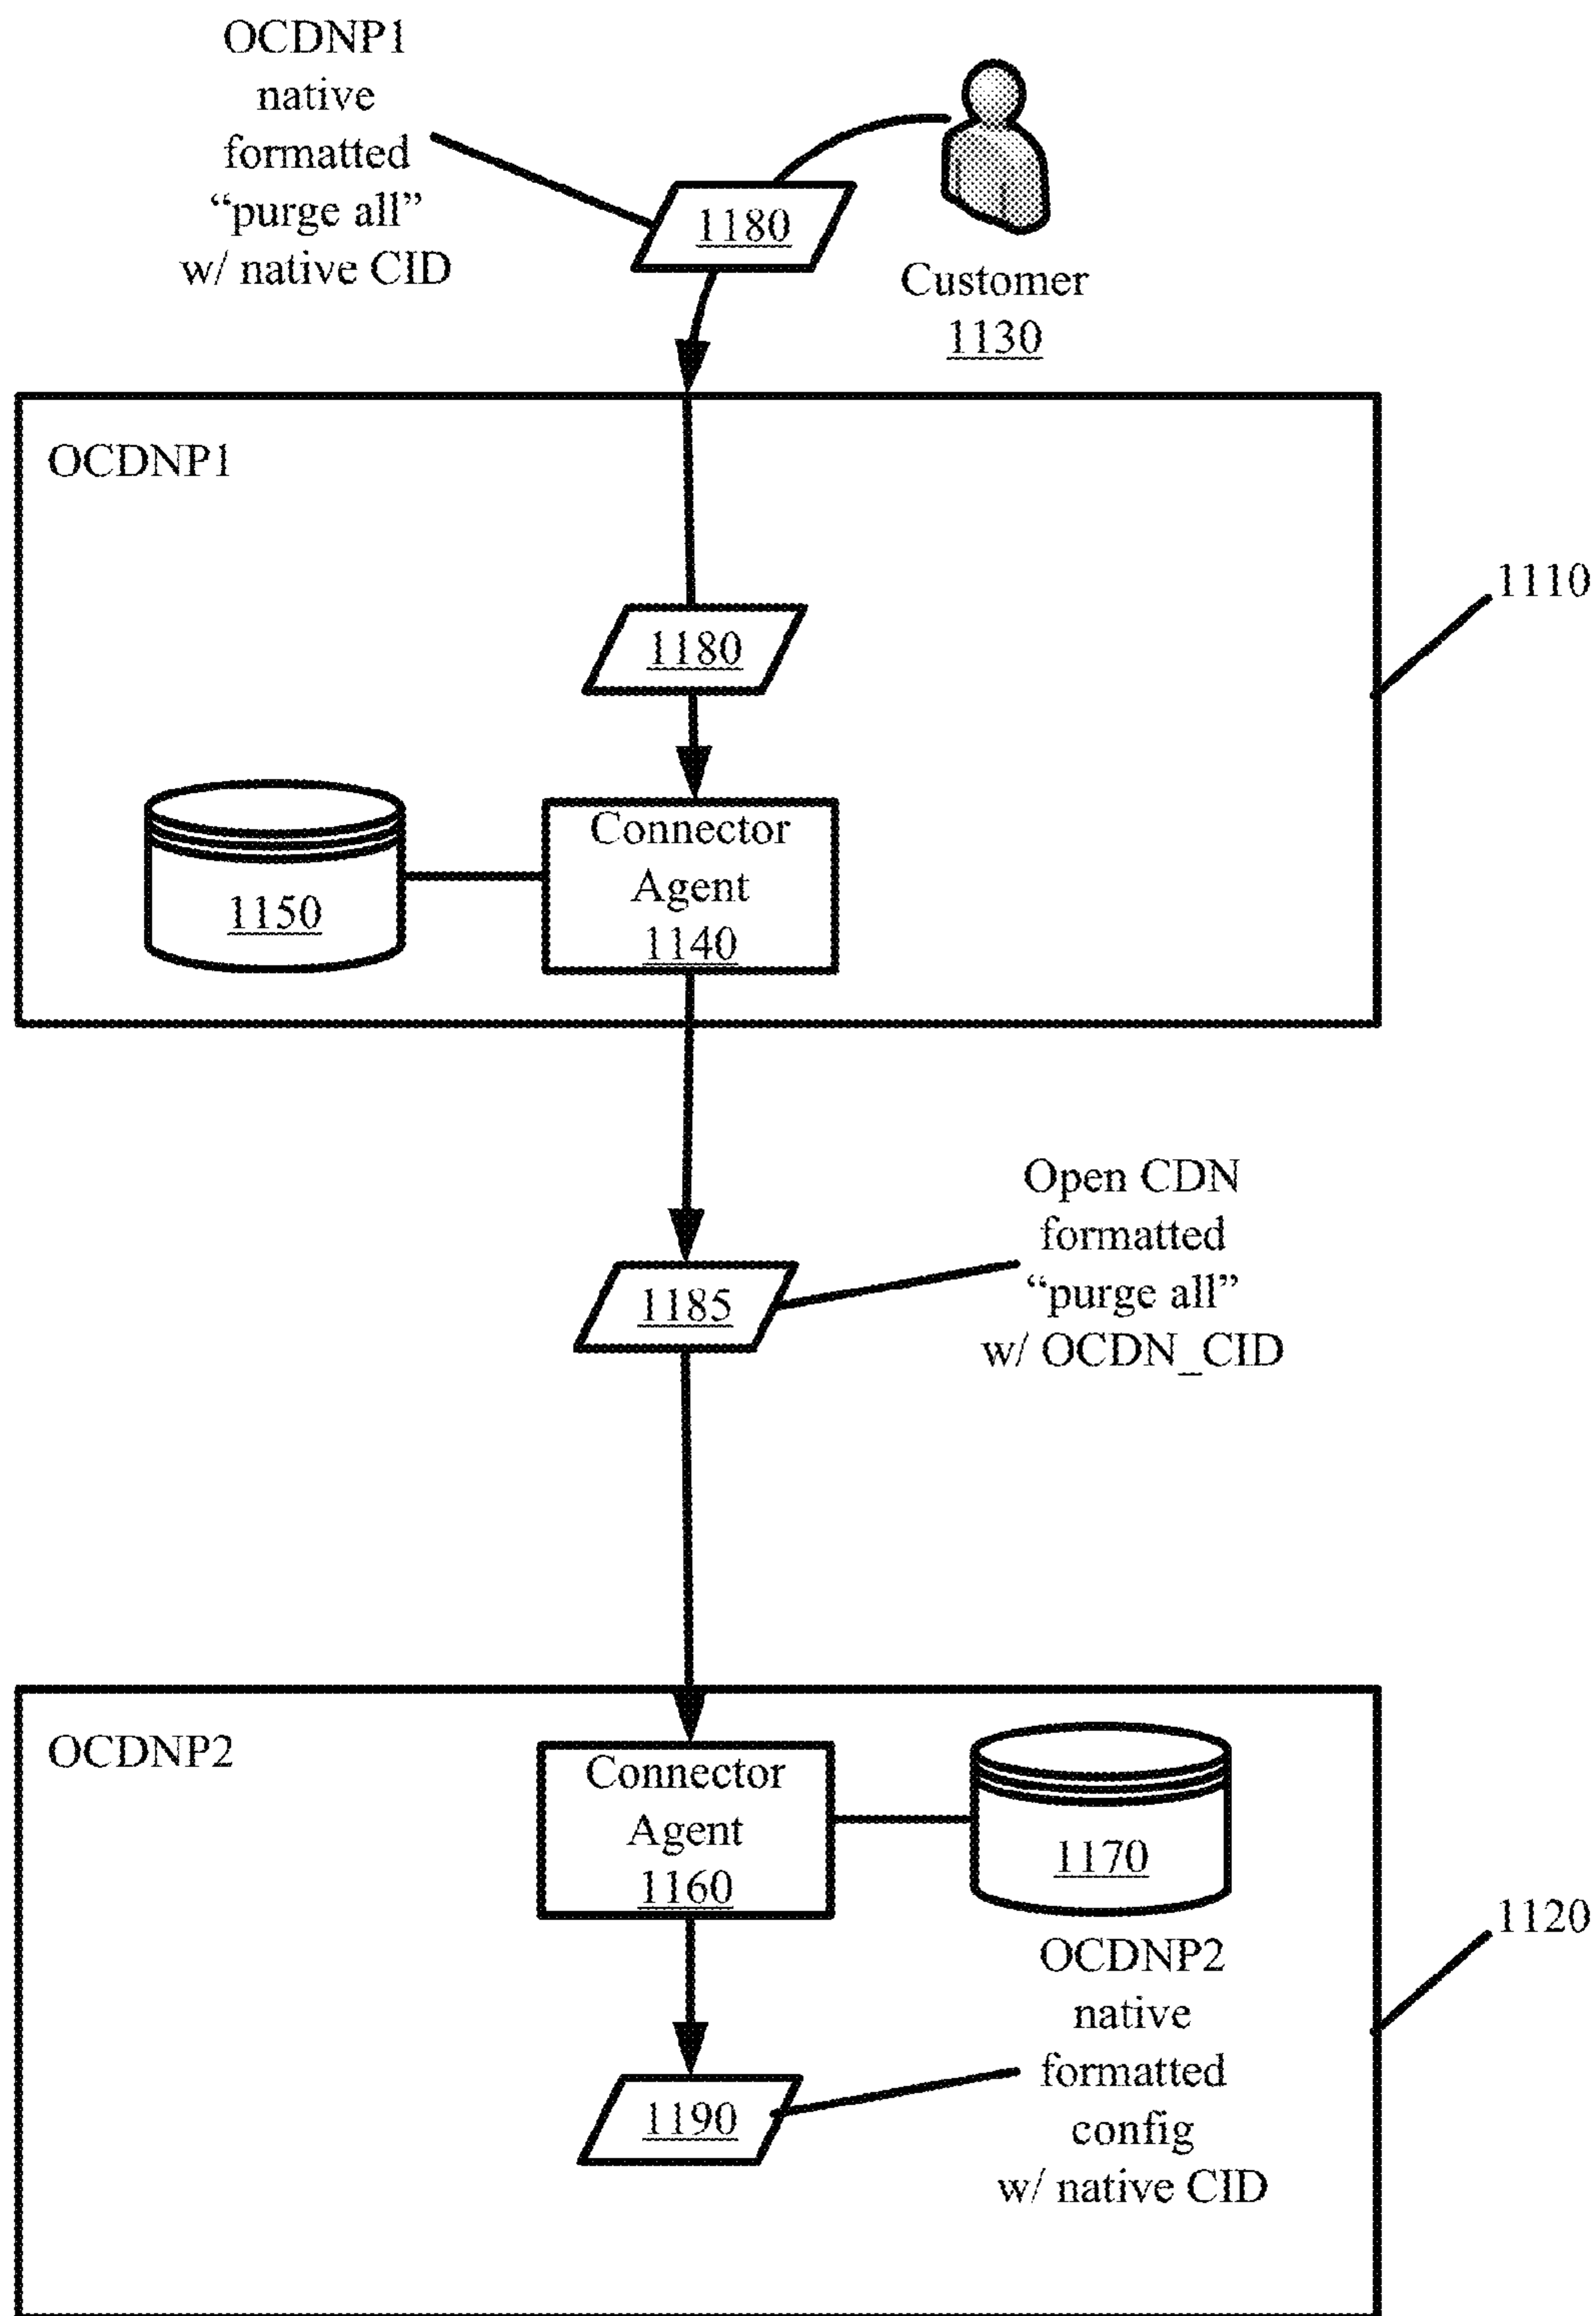 OCDNP1
native
formatted
“purge all”
w/ native CID
1180
Customer
1130
OCDNP1
1110
1180
Connector
Agent
1140
1150
Open CDN
formatted
“purge all”
w/ OCDN_CID
1185
OCDNP2
Connector
Agent
1160
1170
1120
OCDNP2
native
formatted
config
w/ native CID
1190